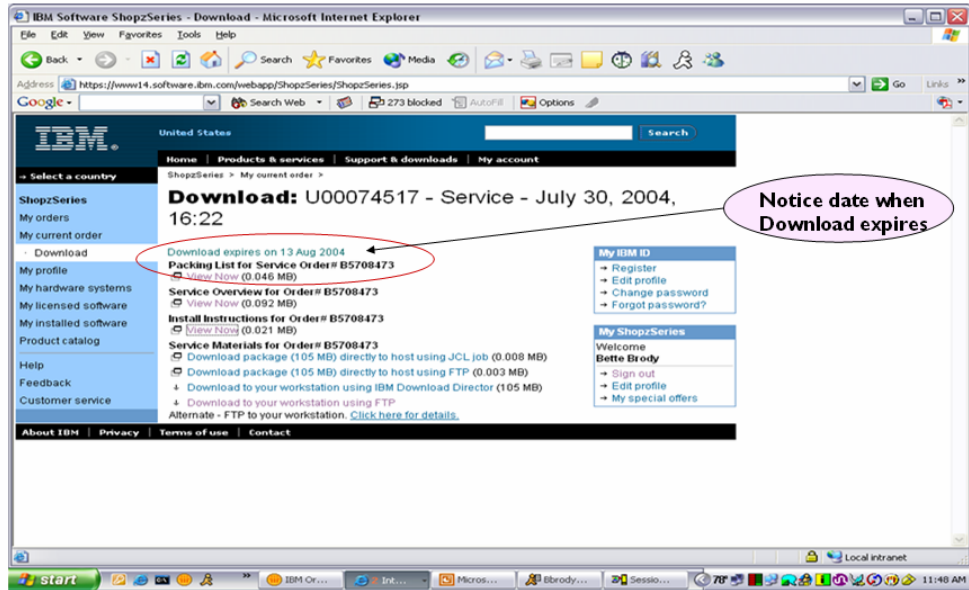 IBM Software ShopzSeries - Download - Microsoft Internet Explorer
File Edit View Favorites Tools Help
Back Search Favorites Media
Address https://www14.software.ibm.com/webapp/ShopzSeries/ShopzSeries.jsp Go Links »
Google Search Web 273 blocked AutoFill Options
IBM®
United States
Search
Home | Products & services | Support & downloads | My account
→ Select a country
ShopzSeries > My current order >
ShopzSeries
My orders
My current order
· Download
My profile
My hardware systems
My licensed software
My installed software
Product catalog
Help
Feedback
Customer service
Download: U00074517 - Service - July 30, 2004,
16:22
Download expires on 13 Aug 2004
Packing List for Service Order# B5708473
View Now (0.046 MB)
Service Overview for Order# B5708473
View Now (0.092 MB)
Install Instructions for Order# B5708473
View Now (0.021 MB)
Service Materials for Order# B5708473
Download package (105 MB) directly to host using JCL job (0.008 MB)
Download package (105 MB) directly to host using FTP (0.003 MB)
Download to your workstation using IBM Download Director (105 MB)
Download to your workstation using FTP
Alternate - FTP to your workstation. Click here for details.
Notice date when
Download expires
My IBM ID
→ Register
→ Edit profile
→ Change password
→ Forgot password?
My ShopzSeries
Welcome
Bette Brody
→ Sign out
→ Edit profile
→ My special offers
About IBM | Privacy | Terms of use | Contact
Local intranet
start » IBM Or... Int... Micros... Bbrody... Sessio... 78° 11:48 AM